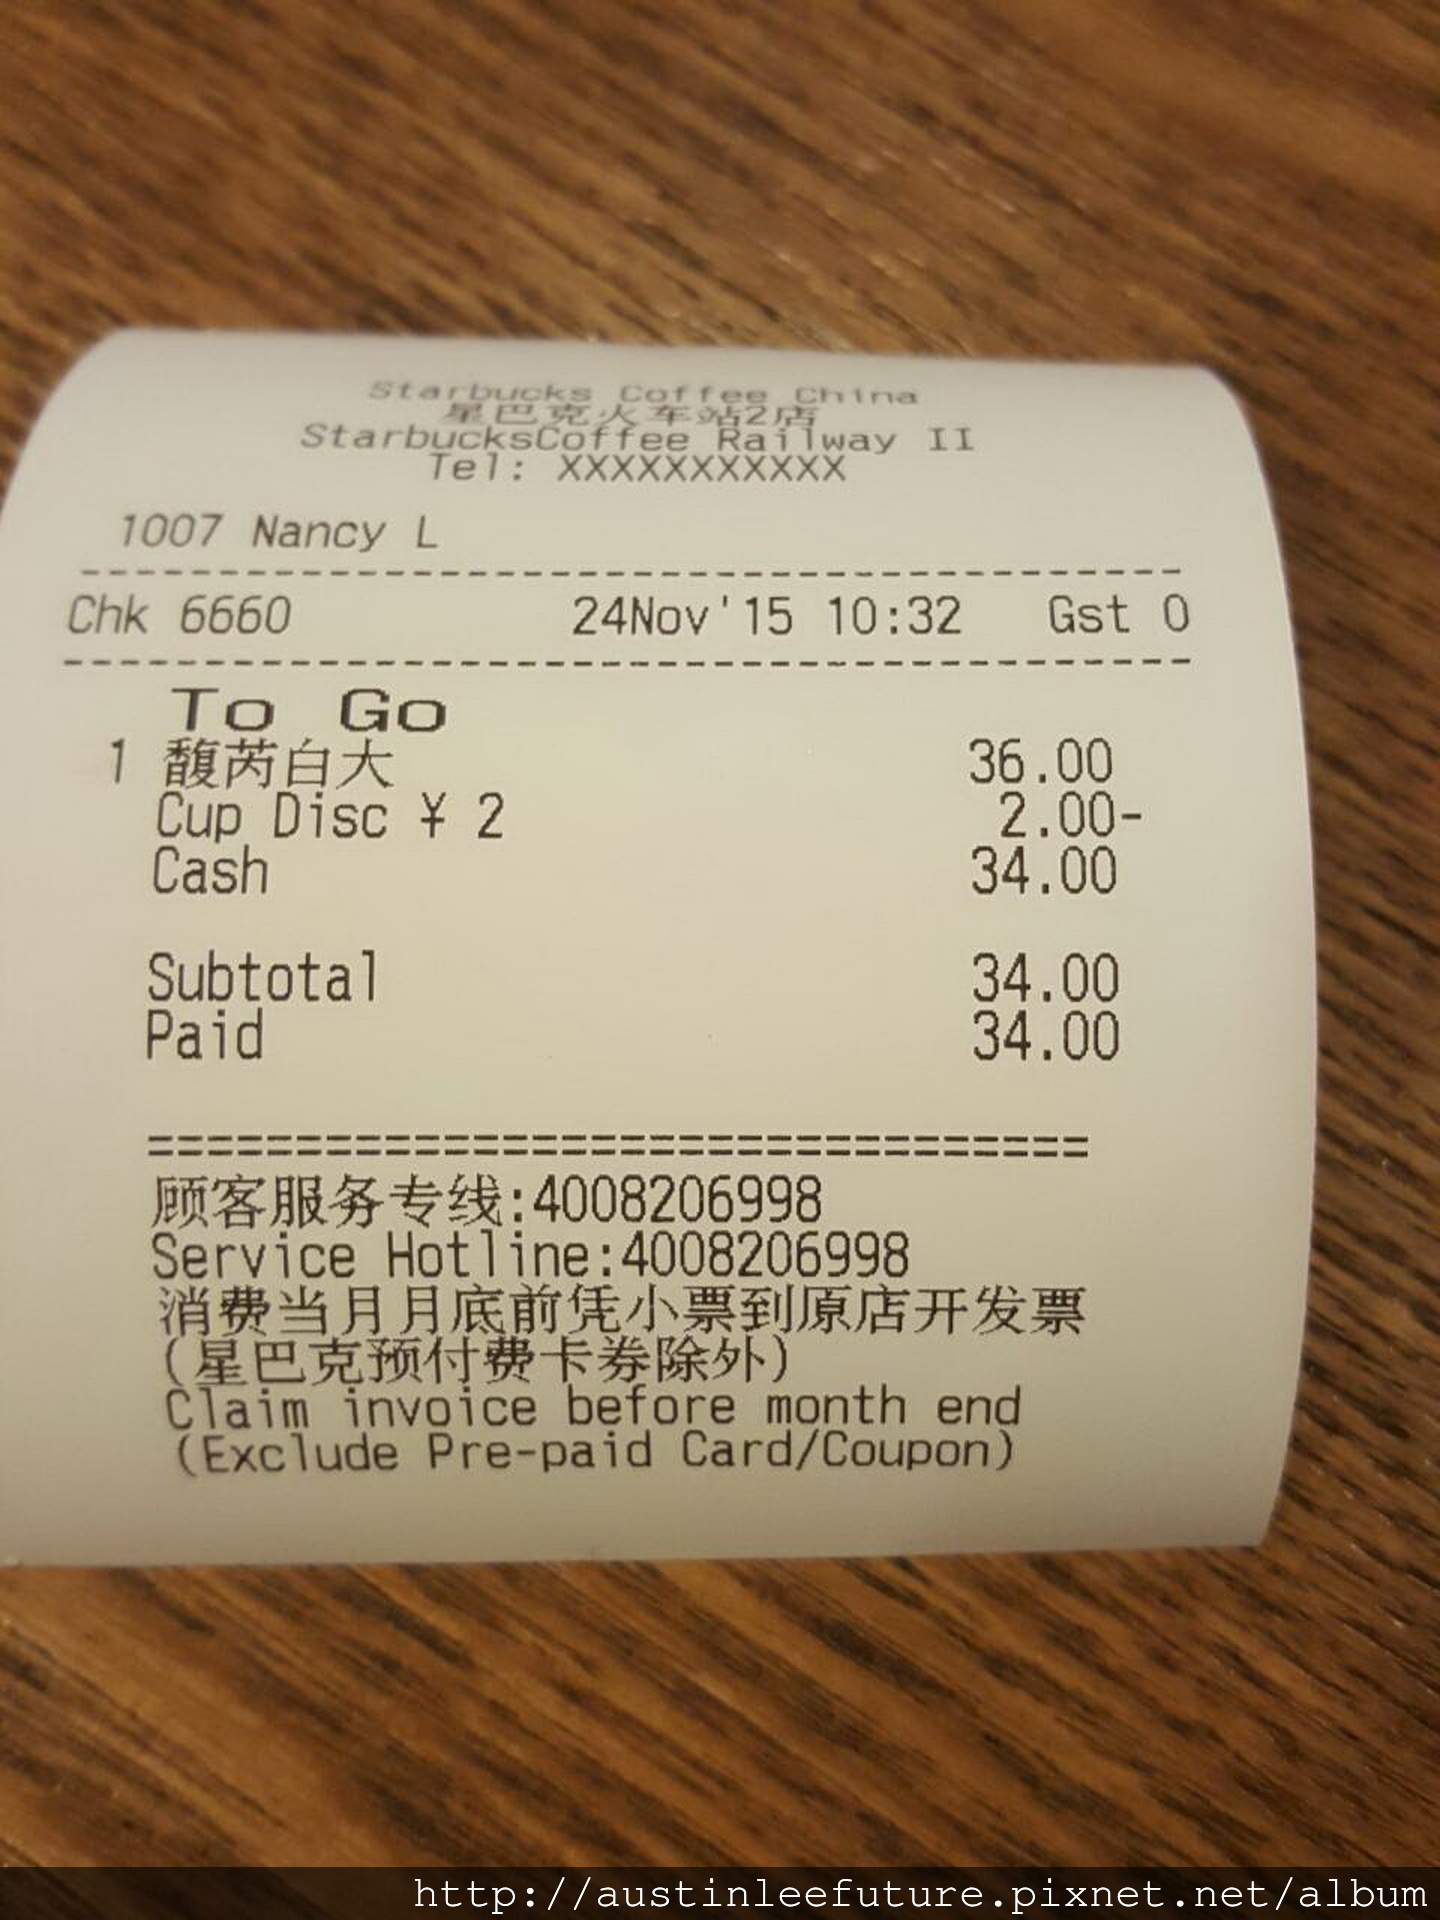 Starbucks Coffee China
星巴克火车站2店
StarbucksCoffee Railway II
Tel: XXXXXXXXXXX
1007 Nancy L
----------------------------------------
Chk 6660 24Nov'15 10:32 Gst 0
----------------------------------------
To Go
1 馥芮白大 36.00
Cup Disc ¥ 2 2.00-
Cash 34.00
Subtotal 34.00
Paid 34.00
================================
顾客服务专线:4008206998
Service Hotline:4008206998
消费当月月底前凭小票到原店开发票
(星巴克预付费卡券除外)
Claim invoice before month end
(Exclude Pre-paid Card/Coupon)
http://austinleefuture.pixnet.net/album